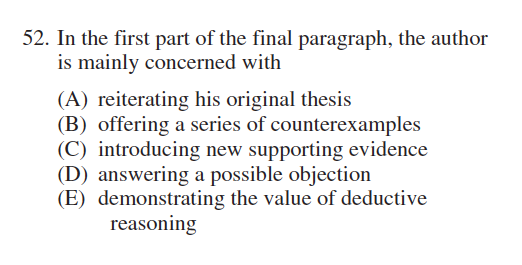 52. In the first part of the final paragraph, the author
is mainly concerned with
(A) reiterating his original thesis
(B) offering a series of counterexamples
(C) introducing new supporting evidence
(D) answering a possible objection
(E) demonstrating the value of deductive
reasoning